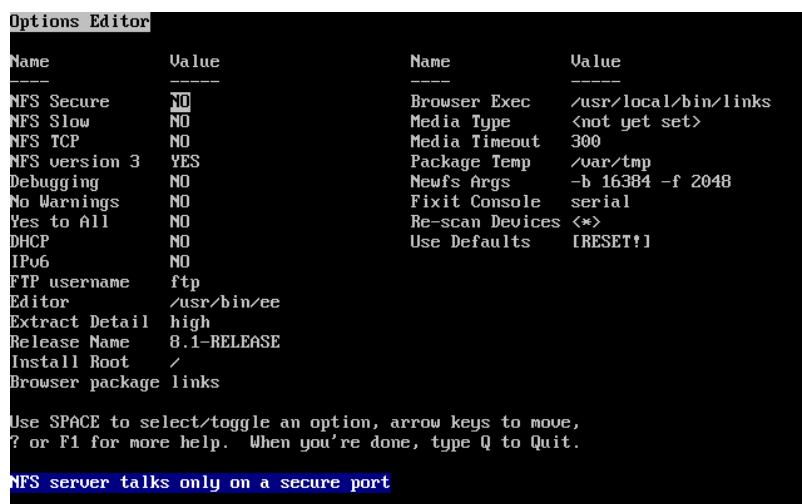 Options Editor
Name Value Name Value
---- ----- ---- -----
NFS Secure NO Browser Exec /usr/local/bin/links
NFS Slow NO Media Type <not yet set>
NFS TCP NO Media Timeout 300
NFS version 3 YES Package Temp /var/tmp
Debugging NO Newfs Args -b 16384 -f 2048
No Warnings NO Fixit Console serial
Yes to All NO Re-scan Devices <*>
DHCP NO Use Defaults [RESET!]
IPv6 NO
FTP username ftp
Editor /usr/bin/ee
Extract Detail high
Release Name 8.1-RELEASE
Install Root /
Browser package links
Use SPACE to select/toggle an option, arrow keys to move,
? or F1 for more help. When you're done, type Q to Quit.
NFS server talks only on a secure port